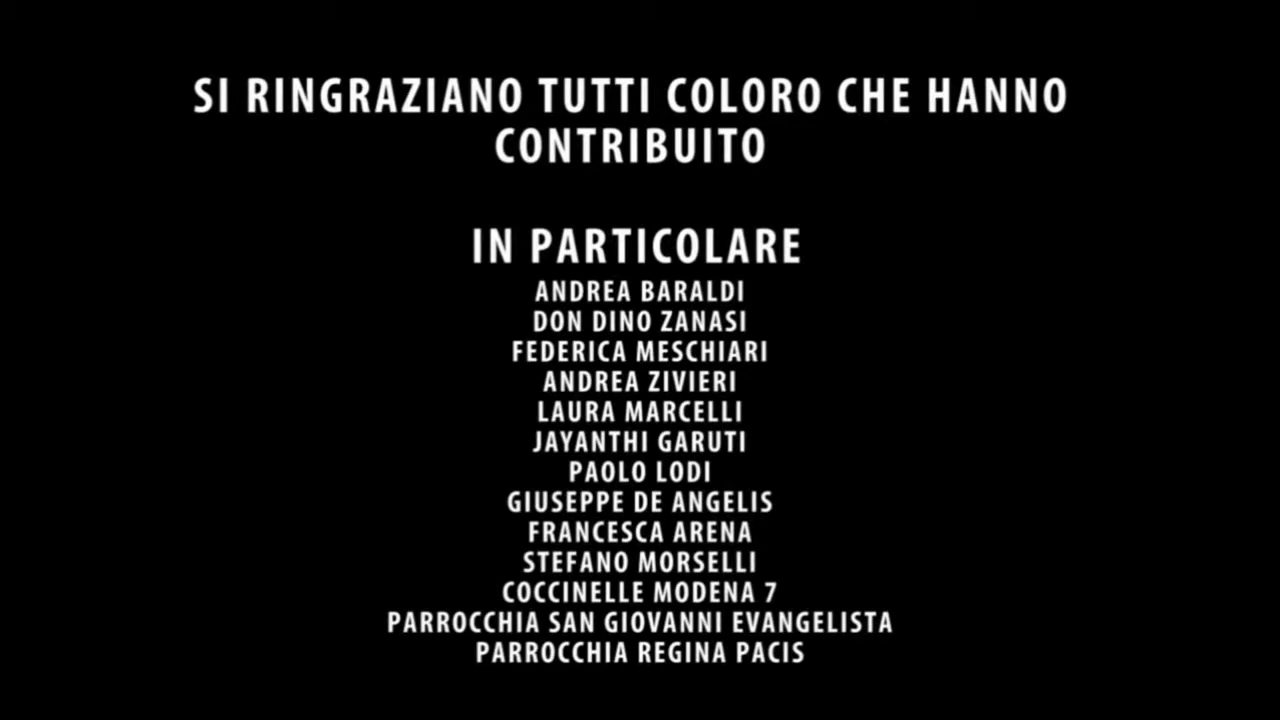 SI RINGRAZIANO TUTTI COLORO CHE HANNO
CONTRIBUITO
IN PARTICOLARE
ANDREA BARALDI
DON DINO ZANASI
FEDERICA MESCHIARI
ANDREA ZIVIERI
LAURA MARCELLI
JAYANTHI GARUTI
PAOLO LODI
GIUSEPPE DE ANGELIS
FRANCESCA ARENA
STEFANO MORSELLI
COCCINELLE MODENA 7
PARROCCHIA SAN GIOVANNI EVANGELISTA
PARROCCHIA REGINA PACIS